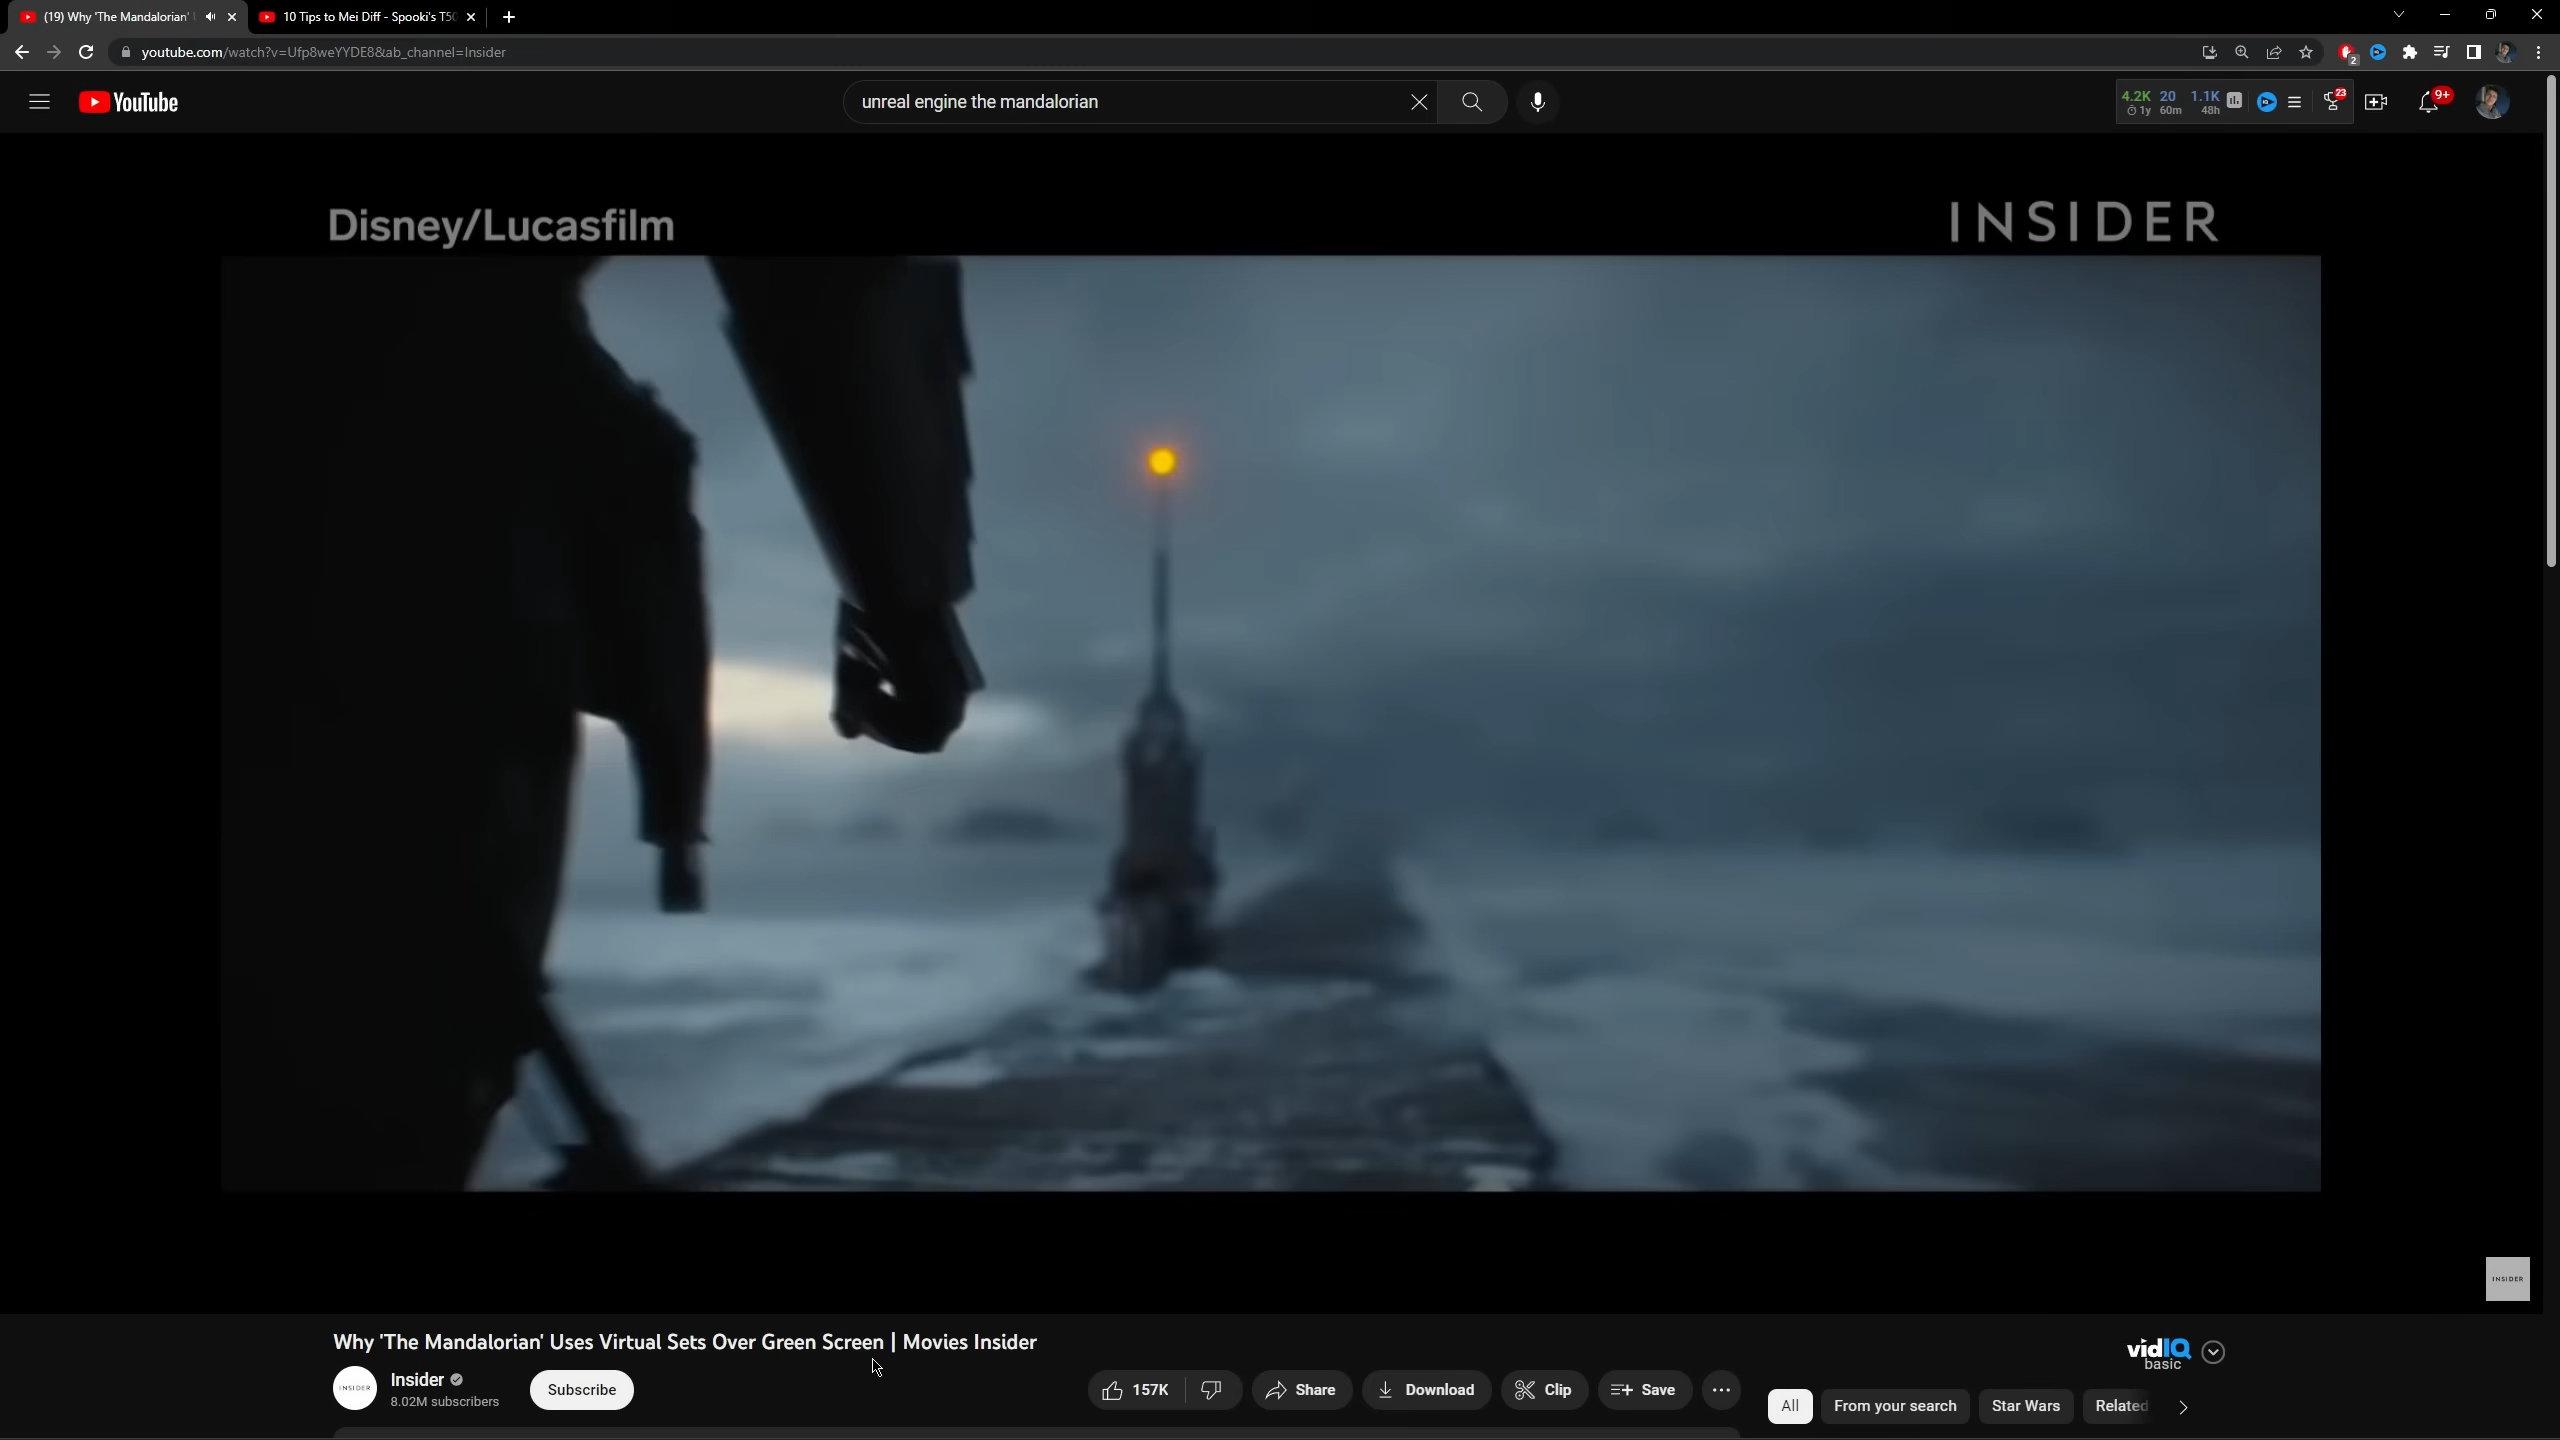 (19) Why 'The Mandalorian'
10 Tips to Mei Diff - Spooki's T50
youtube.com/watch?v=Ufp8weYYDE8&ab_channel=Insider
2
YouTube
unreal engine the mandalorian
4.2K 20 1.1K
1y 60m 48h
23
9+
Disney/Lucasfilm
INSIDER
INSIDER
Why 'The Mandalorian' Uses Virtual Sets Over Green Screen | Movies Insider
vidIQ
basic
INSIDER
Insider
8.02M subscribers
Subscribe
157K
Share
Download
Clip
Save
All
From your search
Star Wars
Related